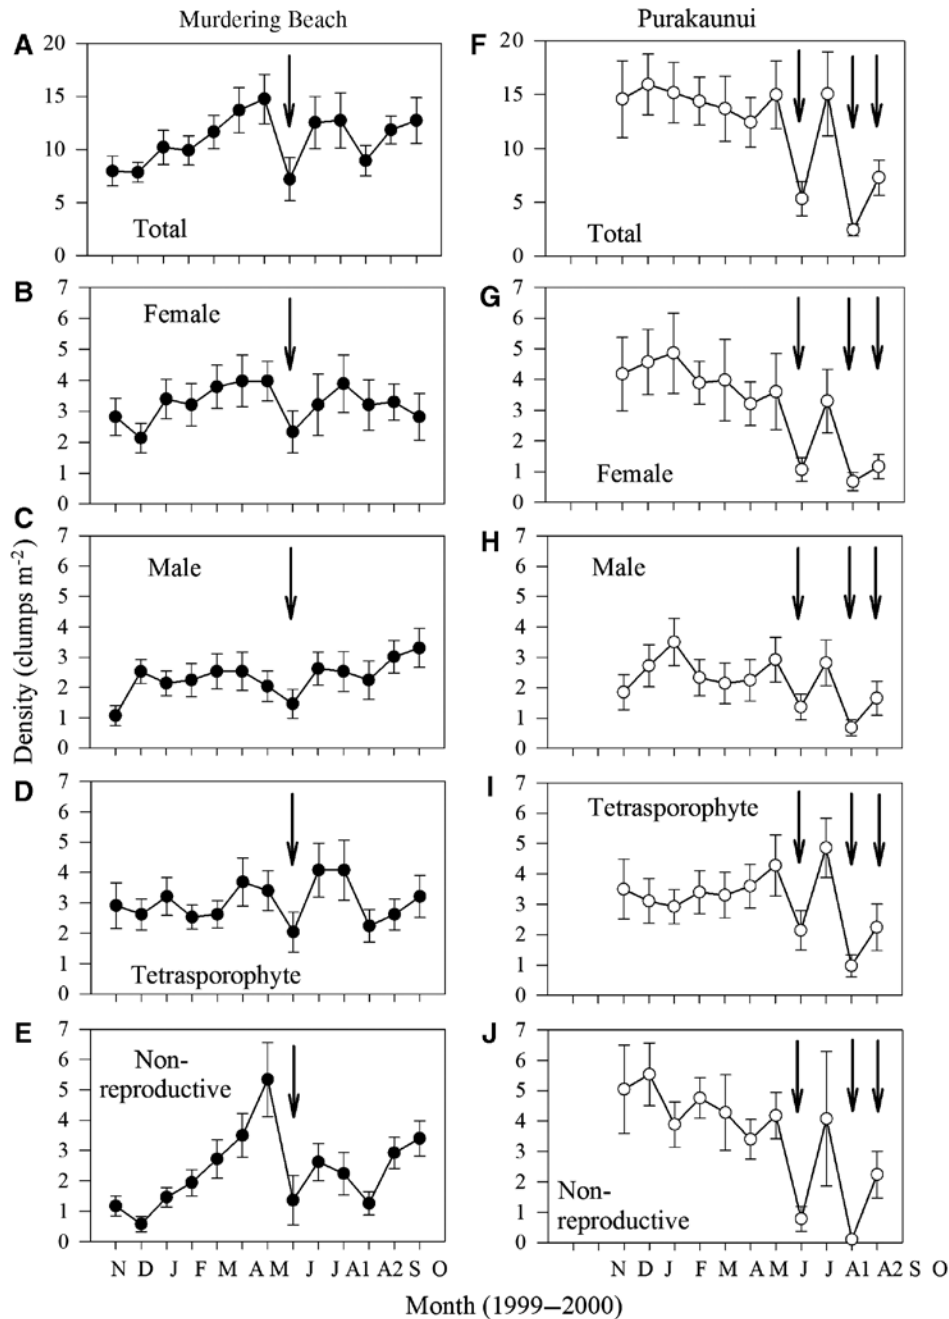 Murdering Beach
Purakaunui
A
20
15
10
5
0
Total
F
20
15
10
5
0
Total
B
7
6
5
4
3
2
1
0
Female
G
7
6
5
4
3
2
1
0
Female
C
7
6
5
4
3
2
1
0
Male
H
7
6
5
4
3
2
1
0
Male
D
7
6
5
4
3
2
1
0
Tetrasporophyte
I
7
6
5
4
3
2
1
0
Tetrasporophyte
E
7
6
5
4
3
2
1
0
Non-
reproductive
J
7
6
5
4
3
2
1
0
Non-
reproductive
Density (clumps m⁻²)
N D J F M A M J J A1 A2 S O
N D J F M A M J J A1 A2 S O
Month (1999–2000)